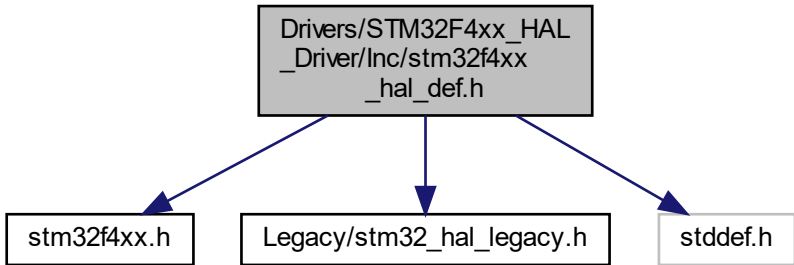 Drivers/STM32F4xx_HAL
_Driver/Inc/stm32f4xx
_hal_def.h
stm32f4xx.h
Legacy/stm32_hal_legacy.h
stddef.h